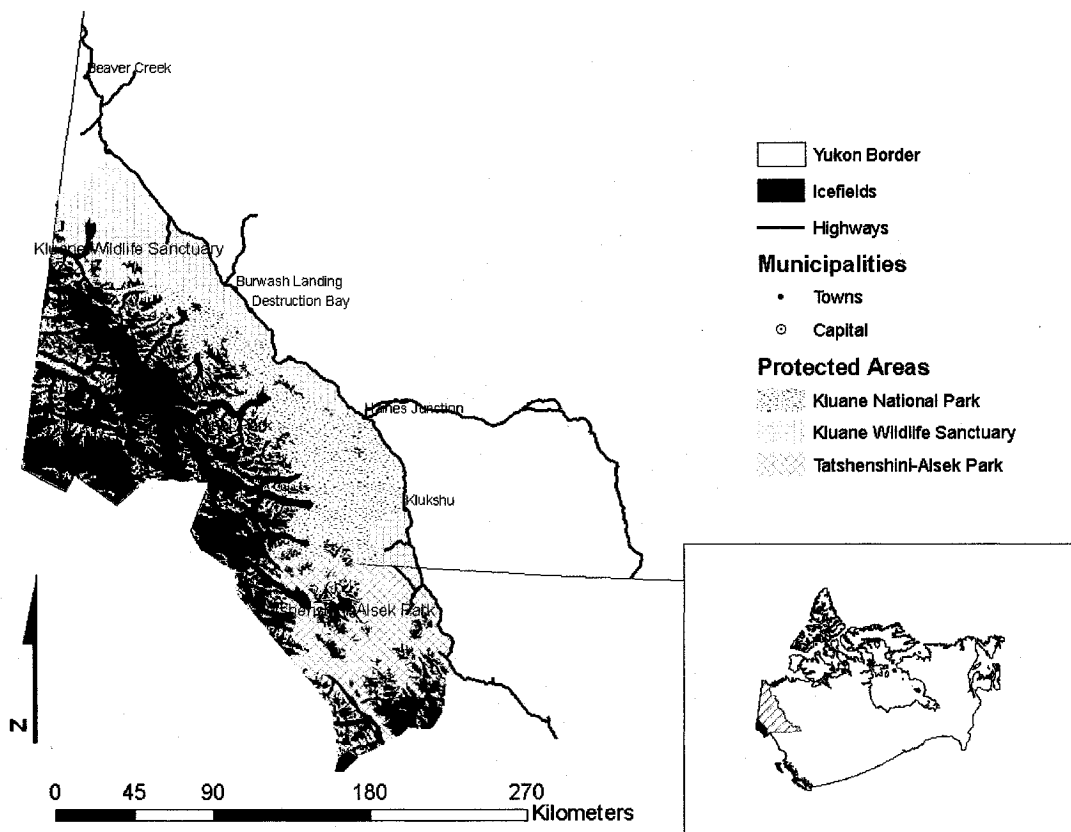 Beaver Creek
Kluane Wildlife Sanctuary
Burwash Landing
Destruction Bay
Haines Junction
Klukshu
Alsek Park
N
0 45 90 180 270
Kilometers
Yukon Border
Icefields
Highways
Municipalities
Towns
Capital
Protected Areas
Kluane National Park
Kluane Wildlife Sanctuary
Tatshenshini-Alsek Park